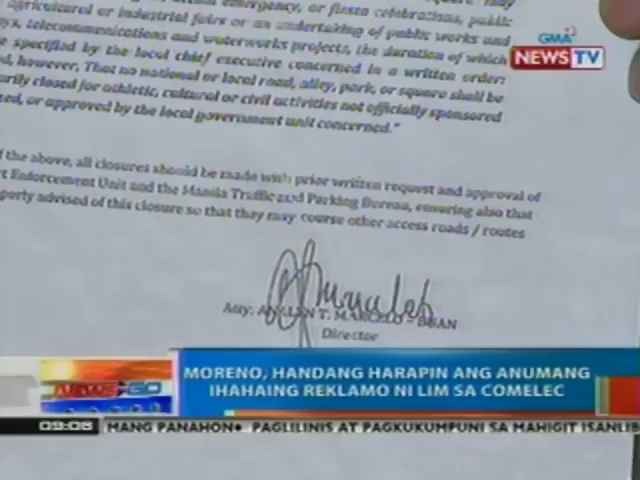 agricultural or industrial fairs or an undertaking of public works and
telecommunications and waterworks projects, the duration of which
specified by the local chief executive concerned in a written order:
however, That no national or local road, alley, park, or square shall be
closed for athletic, cultural or civil activities not officially sponsored
or approved by the local government unit concerned."
the above, all closures should be made with prior written request and approval of
Enforcement Unit and the Manila Traffic and Parking Bureau, ensuring also that
advised of this closure so that they may course other access roads / routes
Atty.
Director
GMA
NEWS TV
MORENO, HANDANG HARAPIN ANG ANUMANG
IHAHAING REKLAMO NI LIM SA COMELEC
09:08
MANG PANAHON• PAGLILINIS AT PAGKUKUMPUNI SA MAHIGIT ISANLIB